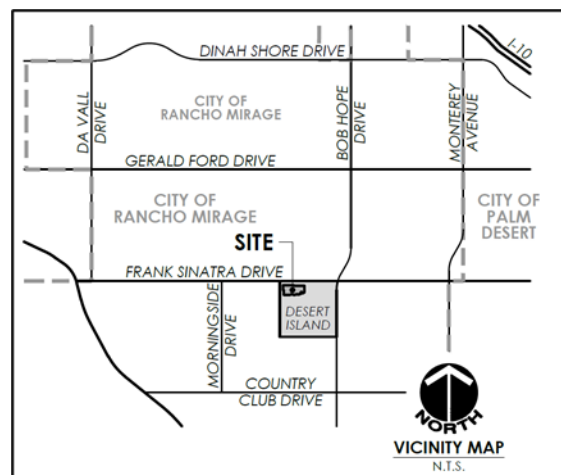 DINAH SHORE DRIVE
I-10
CITY OF
RANCHO MIRAGE
DA VALL
DRIVE
BOB HOPE
DRIVE
MONTEREY
AVENUE
GERALD FORD DRIVE
CITY OF
RANCHO MIRAGE
CITY OF
PALM
DESERT
SITE
FRANK SINATRA DRIVE
DESERT
ISLAND
MORNINGSIDE
DRIVE
COUNTRY
CLUB DRIVE
NORTH
VICINITY MAP
N.T.S.